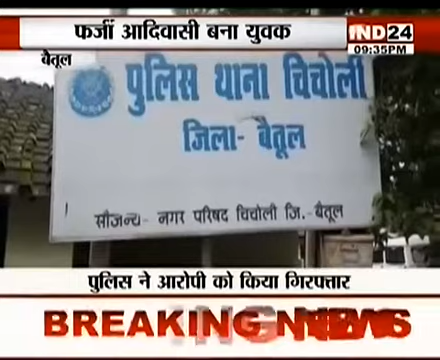 फर्जी आदिवासी बना युवक
IND24
09:35PM
बैतूल
पुलिस थाना चिचोली
जिला- बैतूल
सौजन्य- नगर परिषद चिचोली जि.- बैतूल
पुलिस ने आरोपी को किया गिरफ्तार
BREAKING NEWS